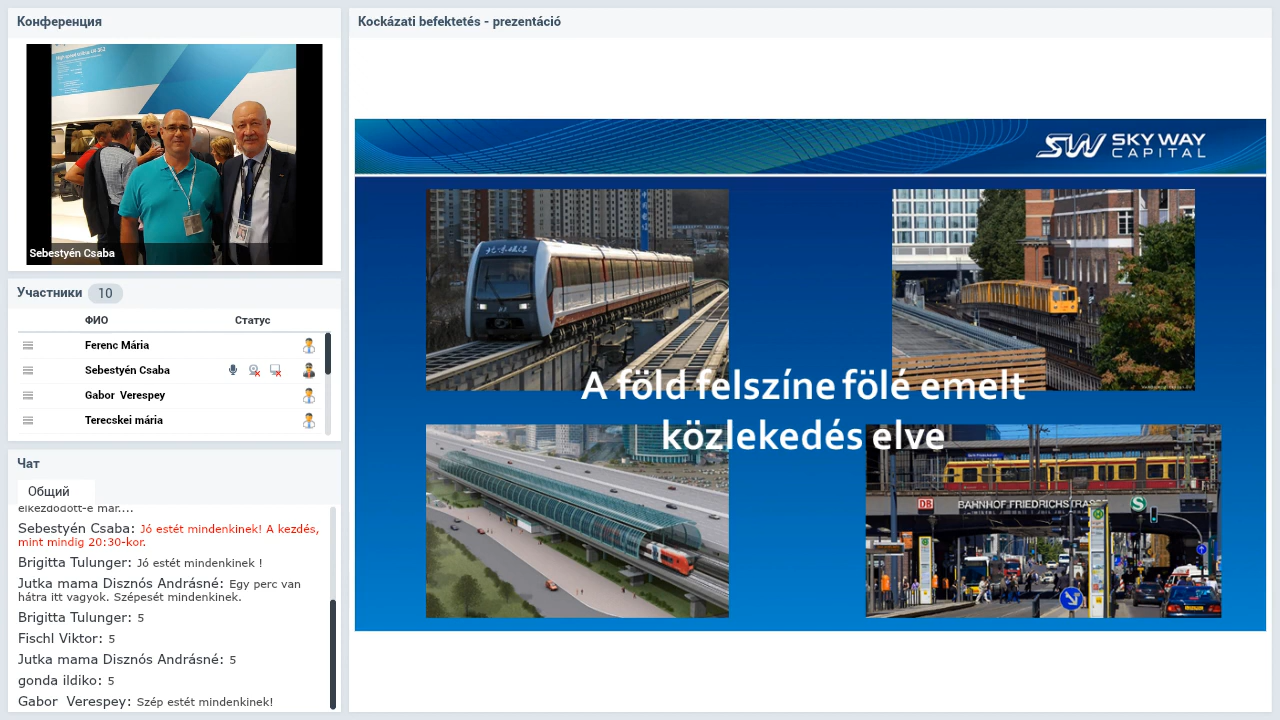 Конференция
Sebestyén Csaba
Участники 10
ФИО Статус
Ferenc Mária
Sebestyén Csaba
Gabor Verespey
Terecskei mária
Чат
Общий
elkezdődött-e már....
Sebestyén Csaba: Jó estét mindenkinek! A kezdés,
mint mindig 20:30-kor.
Brigitta Tulunger: Jó estét mindenkinek !
Jutka mama Disznós Andrásné: Egy perc van
hátra itt vagyok. Szépesét mindenkinek.
Brigitta Tulunger: 5
Fischl Viktor: 5
Jutka mama Disznós Andrásné: 5
gonda ildiko: 5
Gabor Verespey: Szép estét mindenkinek!
Kockázati befektetés - prezentáció
SW SKY WAY
CAPITAL
A föld felszíne fölé emelt
közlekedés elve
DB BAHNHOF FRIEDRICHSTRASSE S
H